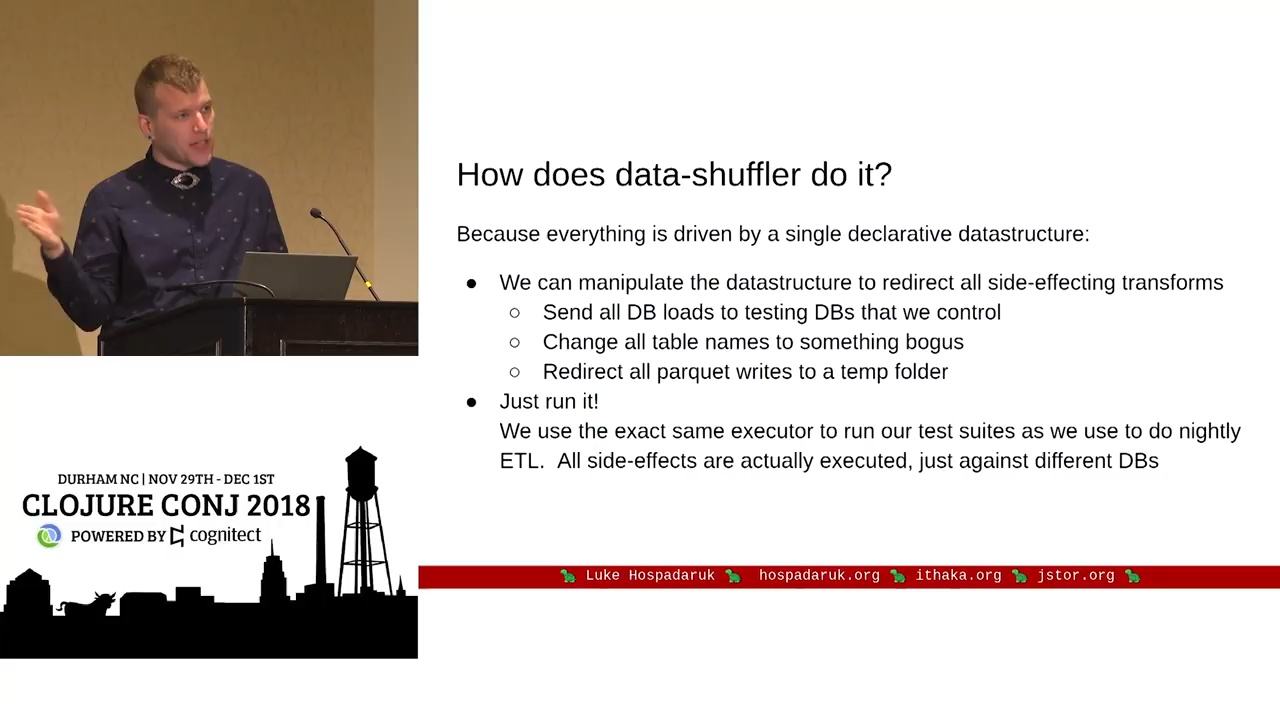 How does data-shuffler do it?
Because everything is driven by a single declarative datastructure:
● We can manipulate the datastructure to redirect all side-effecting transforms
○ Send all DB loads to testing DBs that we control
○ Change all table names to something bogus
○ Redirect all parquet writes to a temp folder
● Just run it!
We use the exact same executor to run our test suites as we use to do nightly
ETL.  All side-effects are actually executed, just against different DBs
DURHAM NC | NOV 29TH - DEC 1ST
CLOJURE CONJ 2018
POWERED BY cognitect
🦕 Luke Hospadaruk 🦕 hospadaruk.org 🦕 ithaka.org 🦕 jstor.org 🦕